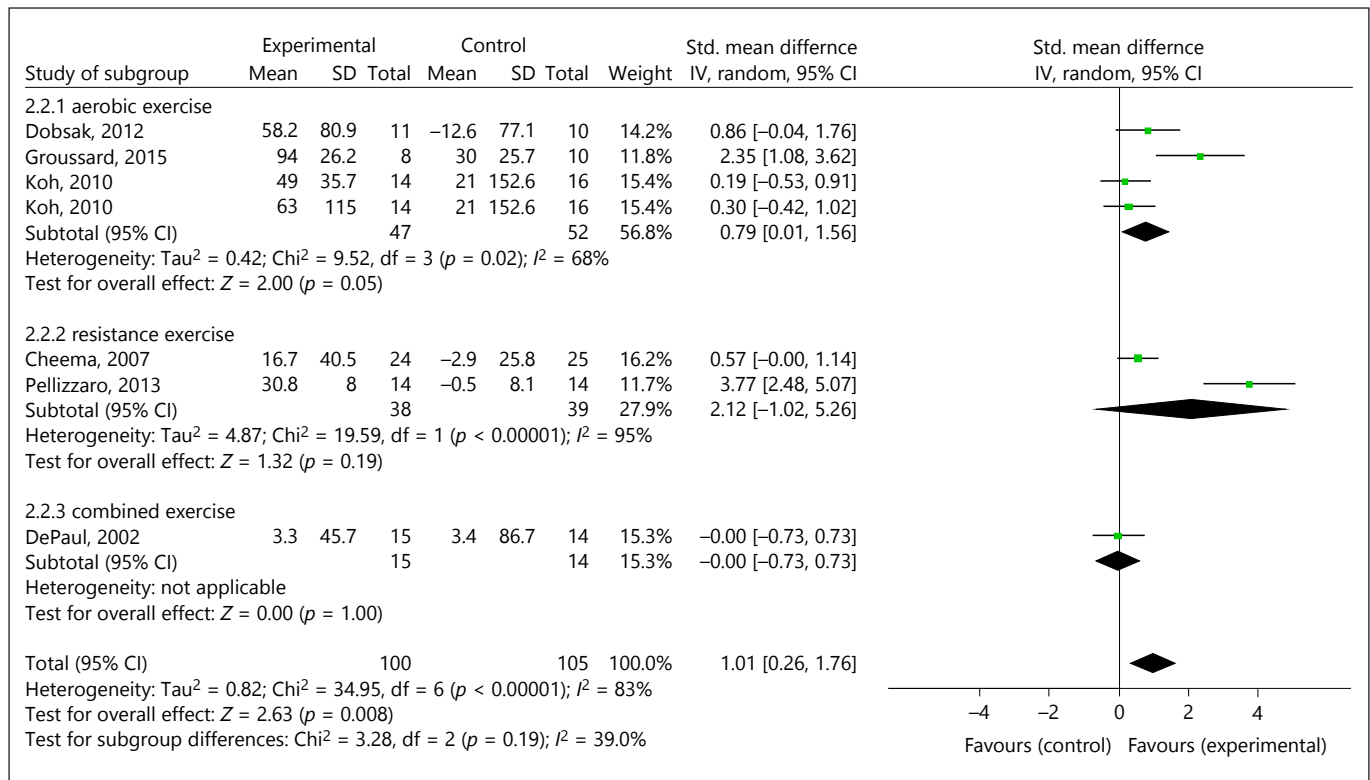 Experimental Control Std. mean differnce Std. mean differnce
Study of subgroup Mean SD Total Mean SD Total Weight IV, random, 95% CI IV, random, 95% CI
2.2.1 aerobic exercise
Dobsak, 2012 58.2 80.9 11 –12.6 77.1 10 14.2% 0.86 [–0.04, 1.76]
Groussard, 2015 94 26.2 8 30 25.7 10 11.8% 2.35 [1.08, 3.62]
Koh, 2010 49 35.7 14 21 152.6 16 15.4% 0.19 [–0.53, 0.91]
Koh, 2010 63 115 14 21 152.6 16 15.4% 0.30 [–0.42, 1.02]
Subtotal (95% CI) 47 52 56.8% 0.79 [0.01, 1.56]
Heterogeneity: Tau² = 0.42; Chi² = 9.52, df = 3 (p = 0.02); I² = 68%
Test for overall effect: Z = 2.00 (p = 0.05)
2.2.2 resistance exercise
Cheema, 2007 16.7 40.5 24 –2.9 25.8 25 16.2% 0.57 [–0.00, 1.14]
Pellizzaro, 2013 30.8 8 14 –0.5 8.1 14 11.7% 3.77 [2.48, 5.07]
Subtotal (95% CI) 38 39 27.9% 2.12 [–1.02, 5.26]
Heterogeneity: Tau² = 4.87; Chi² = 19.59, df = 1 (p < 0.00001); I² = 95%
Test for overall effect: Z = 1.32 (p = 0.19)
2.2.3 combined exercise
DePaul, 2002 3.3 45.7 15 3.4 86.7 14 15.3% –0.00 [–0.73, 0.73]
Subtotal (95% CI) 15 14 15.3% –0.00 [–0.73, 0.73]
Heterogeneity: not applicable
Test for overall effect: Z = 0.00 (p = 1.00)
Total (95% CI) 100 105 100.0% 1.01 [0.26, 1.76]
Heterogeneity: Tau² = 0.82; Chi² = 34.95, df = 6 (p < 0.00001); I² = 83%
Test for overall effect: Z = 2.63 (p = 0.008)
Test for subgroup differences: Chi² = 3.28, df = 2 (p = 0.19); I² = 39.0%
–4 –2 0 2 4
Favours (control) Favours (experimental)